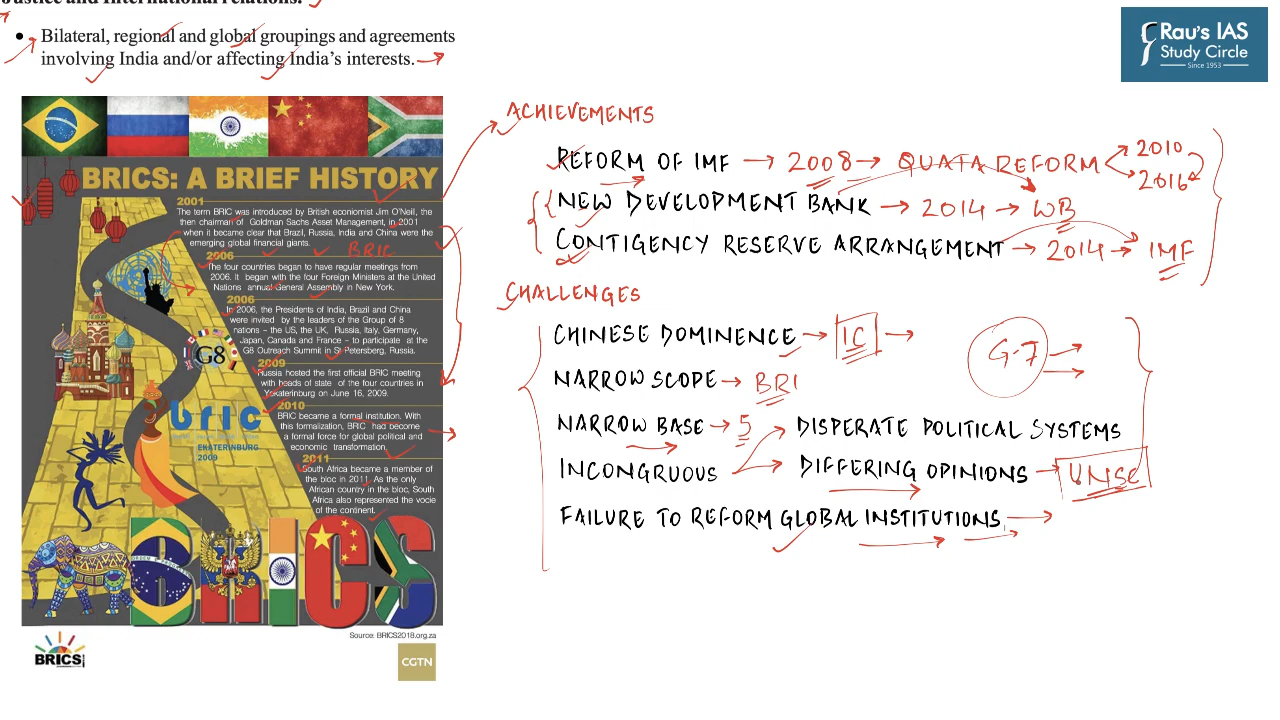 Justice and International relations.
• Bilateral, regional and global groupings and agreements
involving India and/or affecting India's interests.
Rau's IAS
Study Circle
Since 1953
BRICS: A BRIEF HISTORY
2001
The term BRIC was introduced by British economist Jim O'Neill, the
then chairman of Goldman Sachs Asset Management, in 2001
when it became clear that Brazil, Russia, India and China were the
emerging global financial giants.
BRIC
2006
The four countries began to have regular meetings from
2006. It began with the four Foreign Ministers at the United
Nations annual General Assembly in New York.
2006
In 2006, the Presidents of India, Brazil and China
were invited by the leaders of the Group of 8
nations – the US, the UK, Russia, Italy, Germany,
Japan, Canada and France – to participate at the
G8 Outreach Summit in St Petersberg, Russia.
G8
2009
Russia hosted the first official BRIC meeting
with heads of state of the four countries in
Yekaterinburg on June 16, 2009.
2010
BRIC became a formal institution. With
this formalization, BRIC had become
a formal force for global political and
economic transformation.
bric
EKATERINBURG
2009
2011
South Africa became a member of
the bloc in 2011. As the only
African country in the bloc, South
Africa also represented the vocie
of the continent.
BRICS
Source: BRICS2018.org.za
BRICS
CGTN
ACHIEVEMENTS
REFORM OF IMF → 2008 → QUATA REFORM 2010
2016
NEW DEVELOPMENT BANK → 2014 → WB
CONTIGENCY RESERVE ARRANGEMENT → 2014 → IMF
CHALLENGES
CHINESE DOMINENCE → IC →
G-7
NARROW SCOPE → BRI
NARROW BASE → 5
DISPERATE POLITICAL SYSTEMS
INCONGRUOUS
DIFFERING OPINIONS → UNSC
FAILURE TO REFORM GLOBAL INSTITUTIONS. →